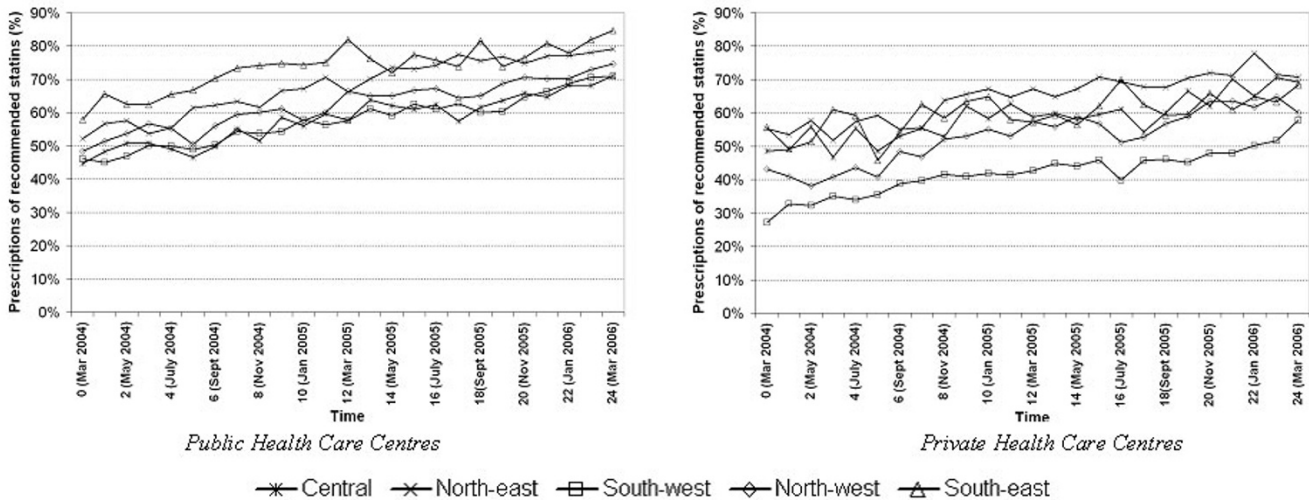 Prescriptions of recommended statins (%)
90%
80%
70%
60%
50%
40%
30%
20%
10%
0%
0 (Mar 2004)
2 (May 2004)
4 (July 2004)
6 (Sept 2004)
8 (Nov 2004)
10 (Jan 2005)
12 (Mar 2005)
14 (May 2005)
16 (July 2005)
18(Sept 2005)
20 (Nov 2005)
22 (Jan 2006)
24 (Mar 2006)
Time
Public Health Care Centres
Prescriptions of recommended statins (%)
90%
80%
70%
60%
50%
40%
30%
20%
10%
0%
0 (Mar 2004)
2 (May 2004)
4 (July 2004)
6 (Sept 2004)
8 (Nov 2004)
10 (Jan 2005)
12 (Mar 2005)
14 (May 2005)
16 (July 2005)
18(Sept 2005)
20 (Nov 2005)
22 (Jan 2006)
24 (Mar 2006)
Time
Private Health Care Centres
Central North-east South-west North-west South-east